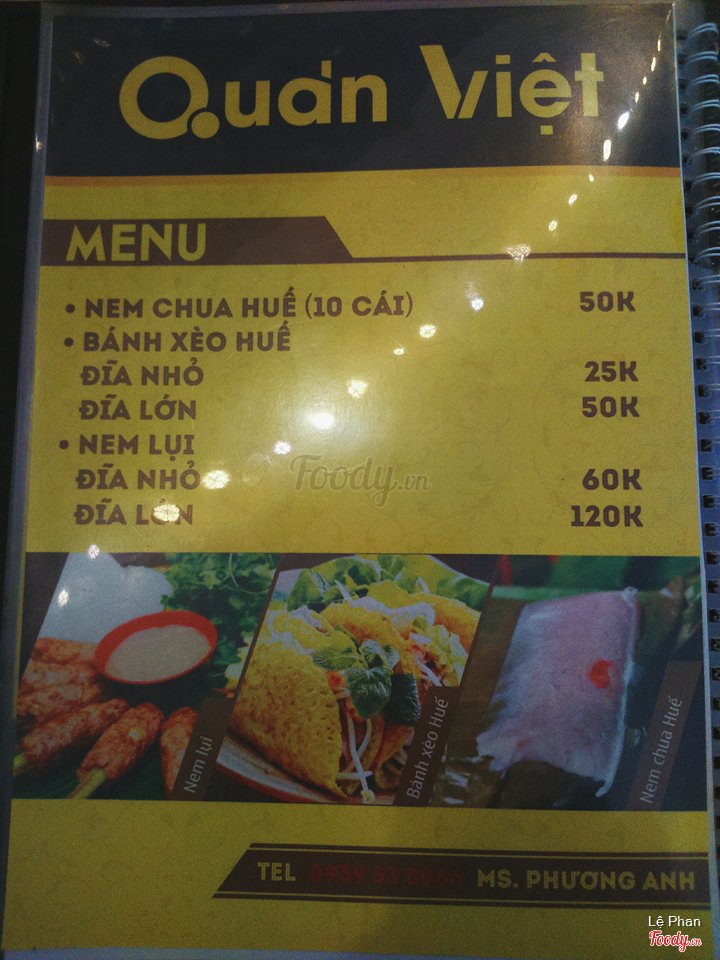 Quán Việt
MENU
• NEM CHUA HUẾ (10 CÁI) 50K
• BÁNH XÈO HUẾ
ĐĨA NHỎ 25K
ĐĨA LỚN 50K
• NEM LỤI
ĐĨA NHỎ 60K
ĐĨA LỚN 120K
Foody.vn
Nem lụi
Bánh xèo Huế
Nem chua Huế
TEL 0939 53 MS. PHƯƠNG ANH
Lê Phan
Foody.vn